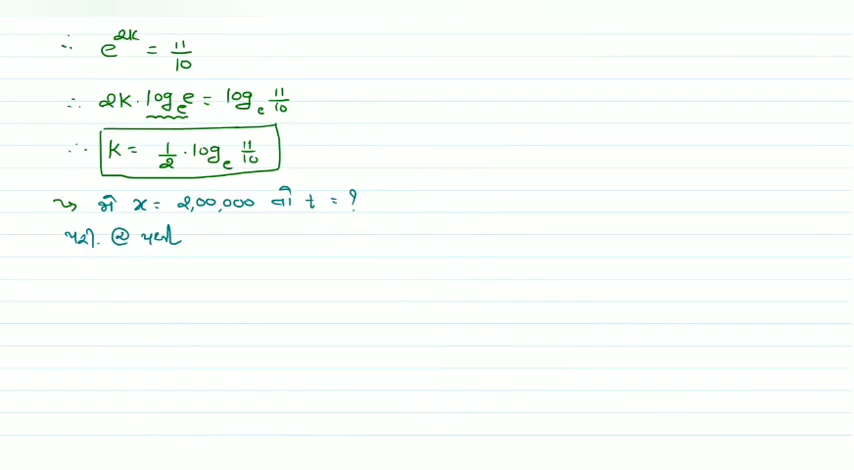 ∴ e^{2K} = 11/10
∴ 2K · log_e e = log_e 11/10
∴ K = 1/2 · log_e 11/10
↝ જો x = 2,00,000 તો t = ?
પરી. ② પરથી